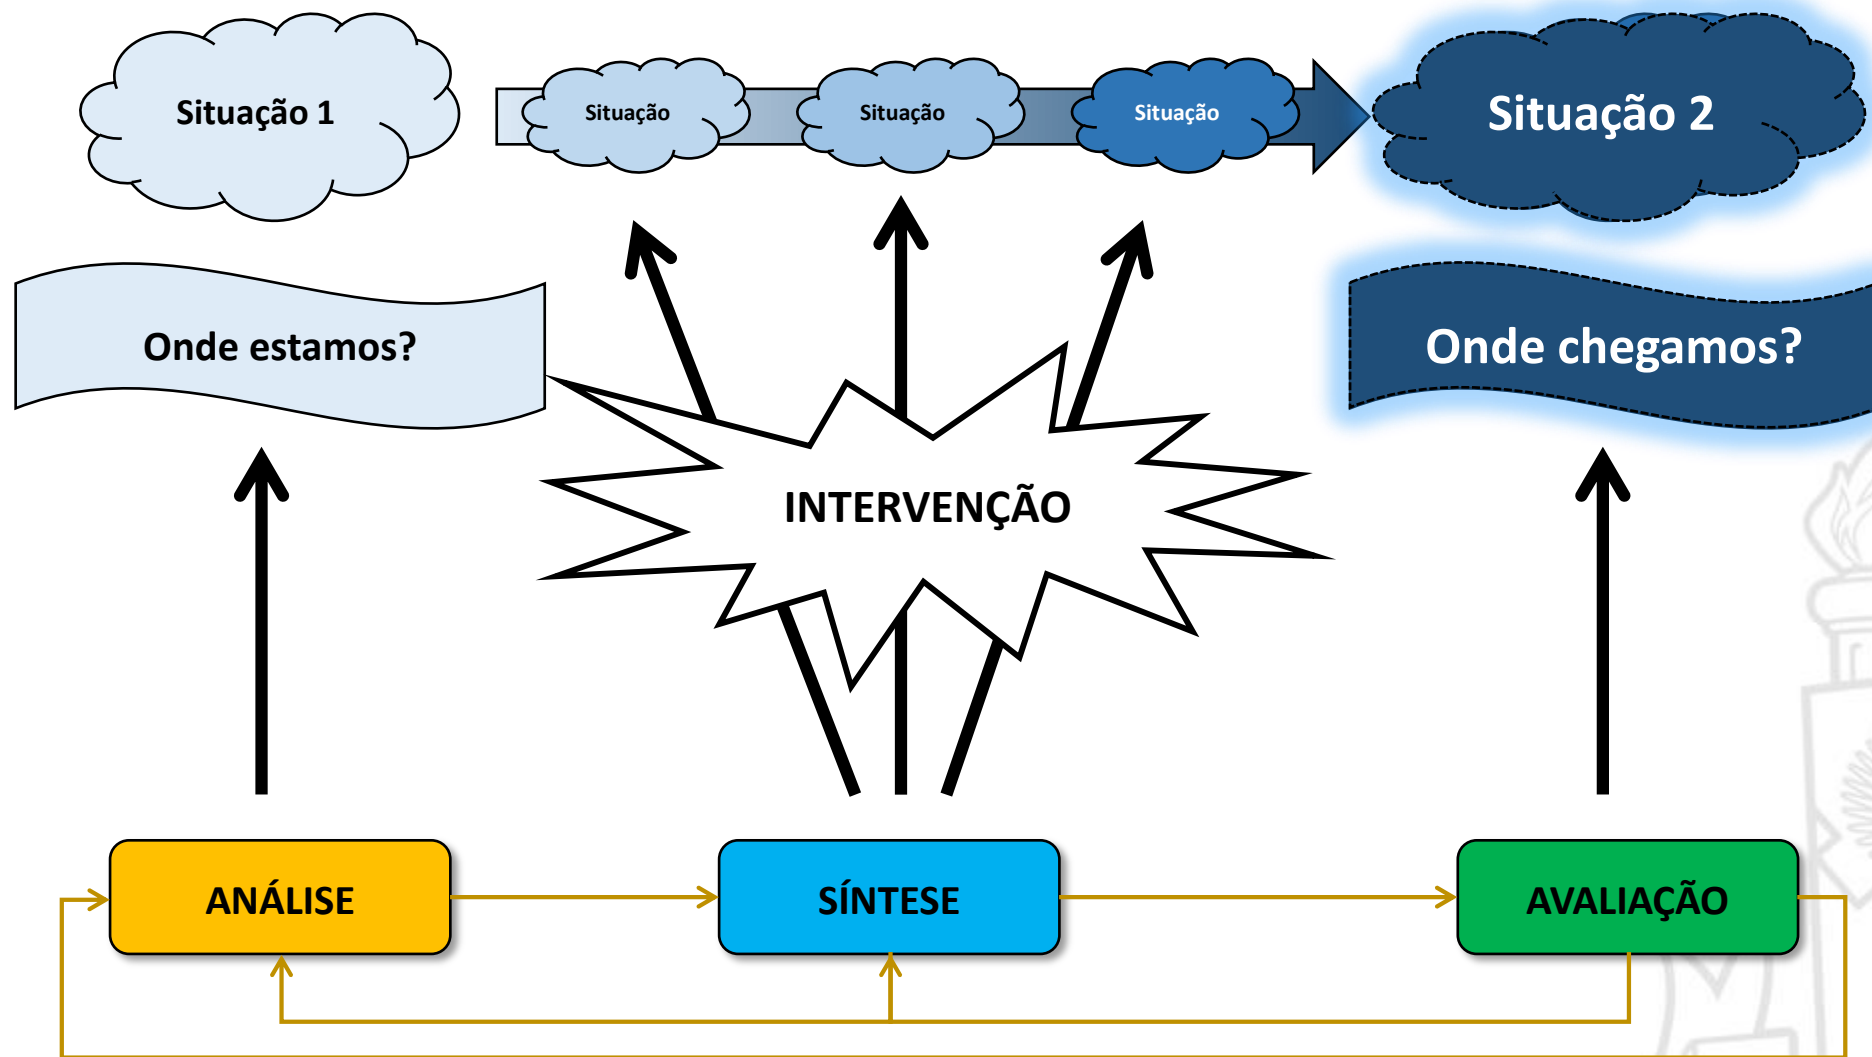 Situação 1
Situação
Situação
Situação
Situação 2
Onde estamos?
Onde chegamos?
INTERVENÇÃO
ANÁLISE
SÍNTESE
AVALIAÇÃO